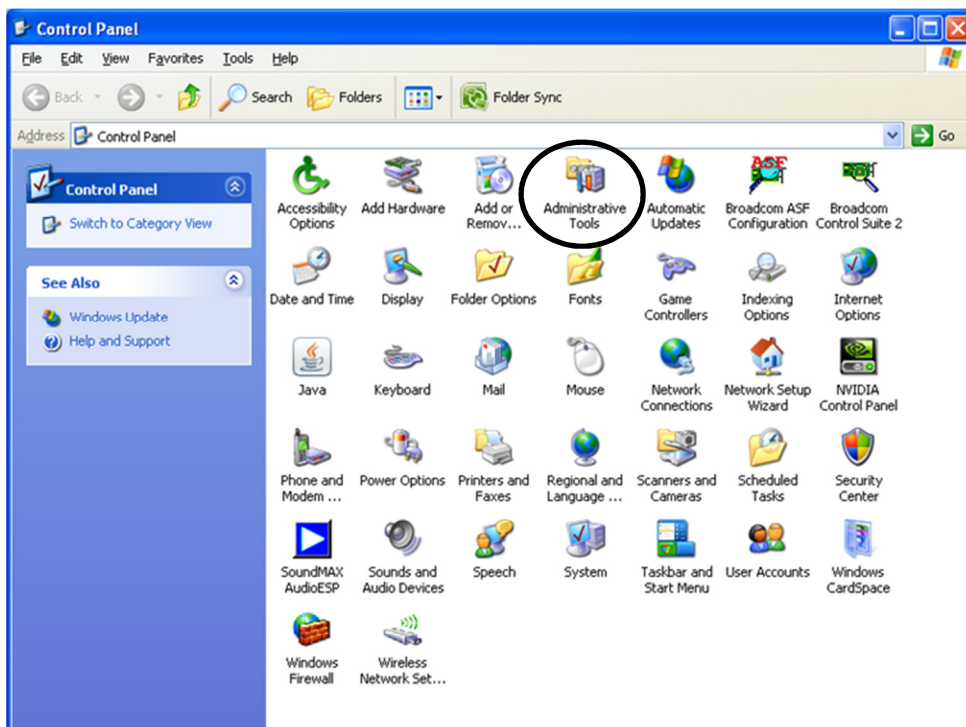 Control Panel
File Edit View Favorites Tools Help
Back Search Folders Folder Sync
Address Control Panel Go
Control Panel
Switch to Category View
See Also
Windows Update
Help and Support
Accessibility Options
Add Hardware
Add or Remov...
Administrative Tools
Automatic Updates
ASF
Broadcom ASF Configuration
Broadcom Control Suite 2
Date and Time
Display
Folder Options
Fonts
Game Controllers
Indexing Options
Internet Options
Java
Keyboard
Mail
Mouse
Network Connections
Network Setup Wizard
NVIDIA Control Panel
Phone and Modem ...
Power Options
Printers and Faxes
Regional and Language ...
Scanners and Cameras
Scheduled Tasks
Security Center
SoundMAX AudioESP
Sounds and Audio Devices
Speech
System
Taskbar and Start Menu
User Accounts
Windows CardSpace
Windows Firewall
Wireless Network Set...